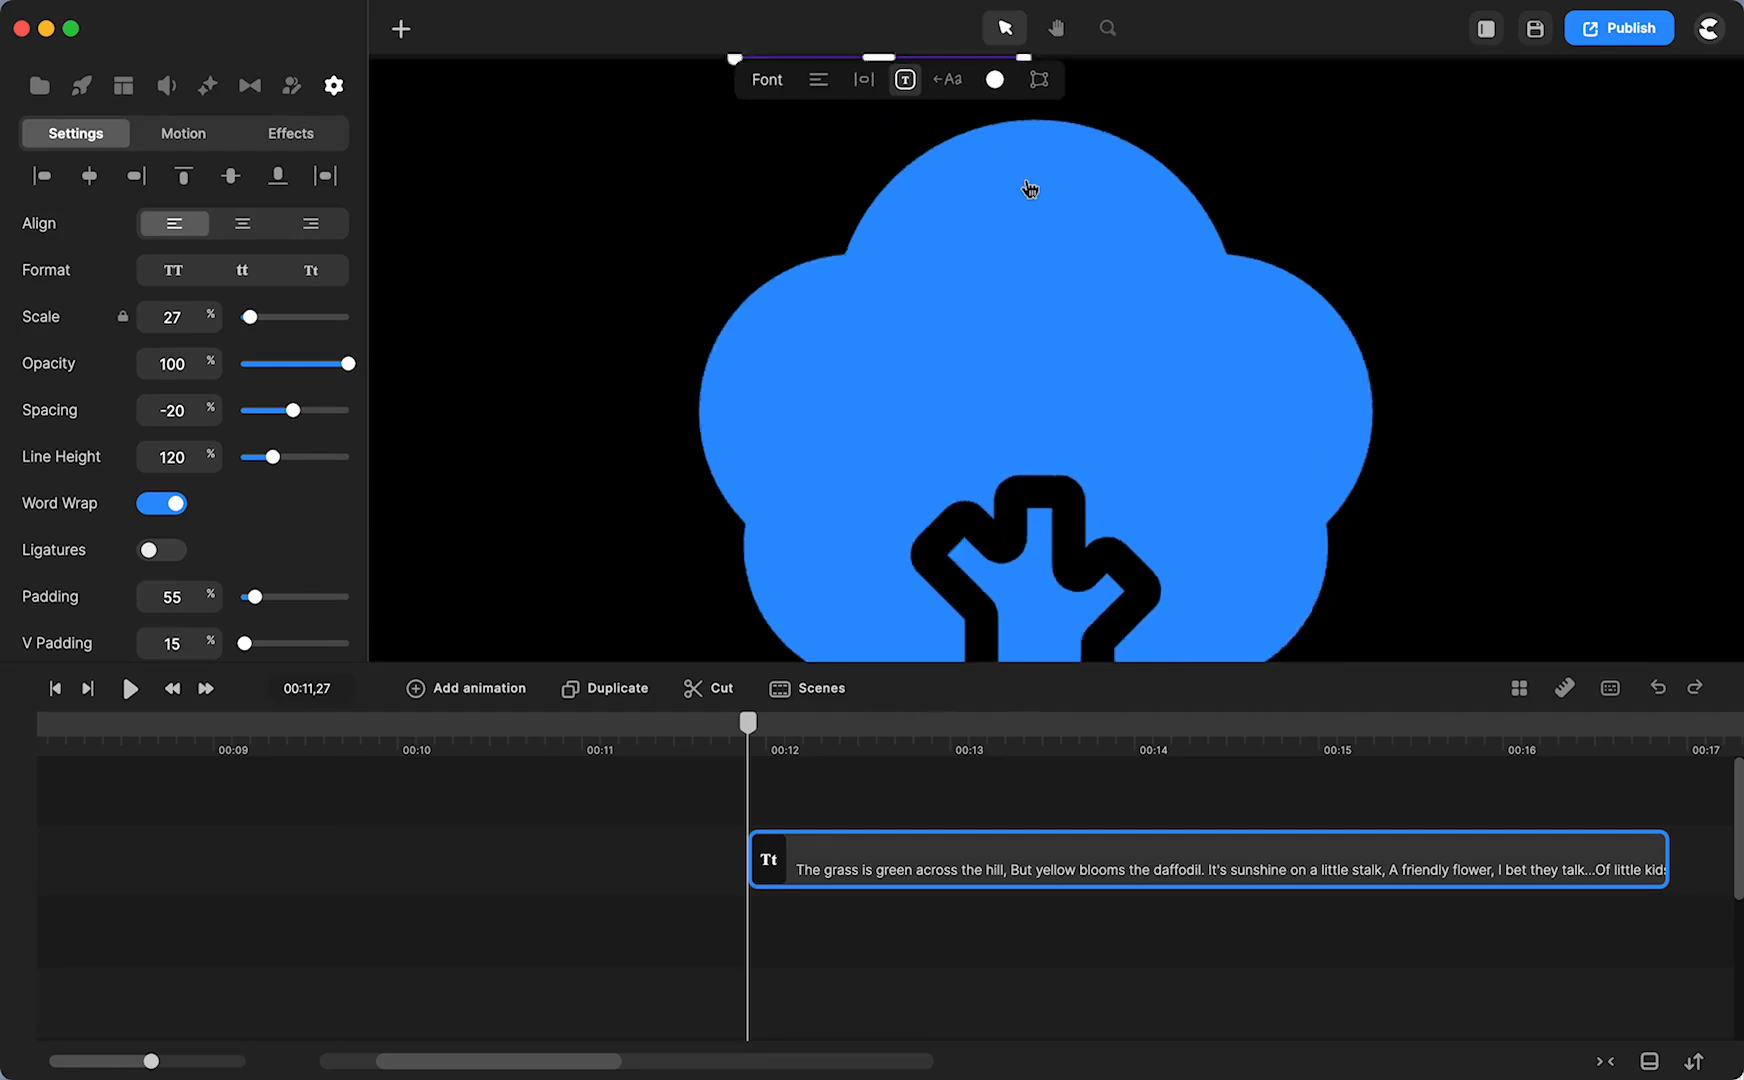 Publish
Font
←Aa
Settings Motion Effects
Align
Format TT tt Tt
Scale 27 %
Opacity 100 %
Spacing -20 %
Line Height 120 %
Word Wrap
Ligatures
Padding 55 %
V Padding 15 %
00:11,27 Add animation Duplicate Cut Scenes
00:09 00:10 00:11 00:12 00:13 00:14 00:15 00:16 00:17
Tt The grass is green across the hill, But yellow blooms the daffodil. It's sunshine on a little stalk, A friendly flower, I bet they talk...Of little kid